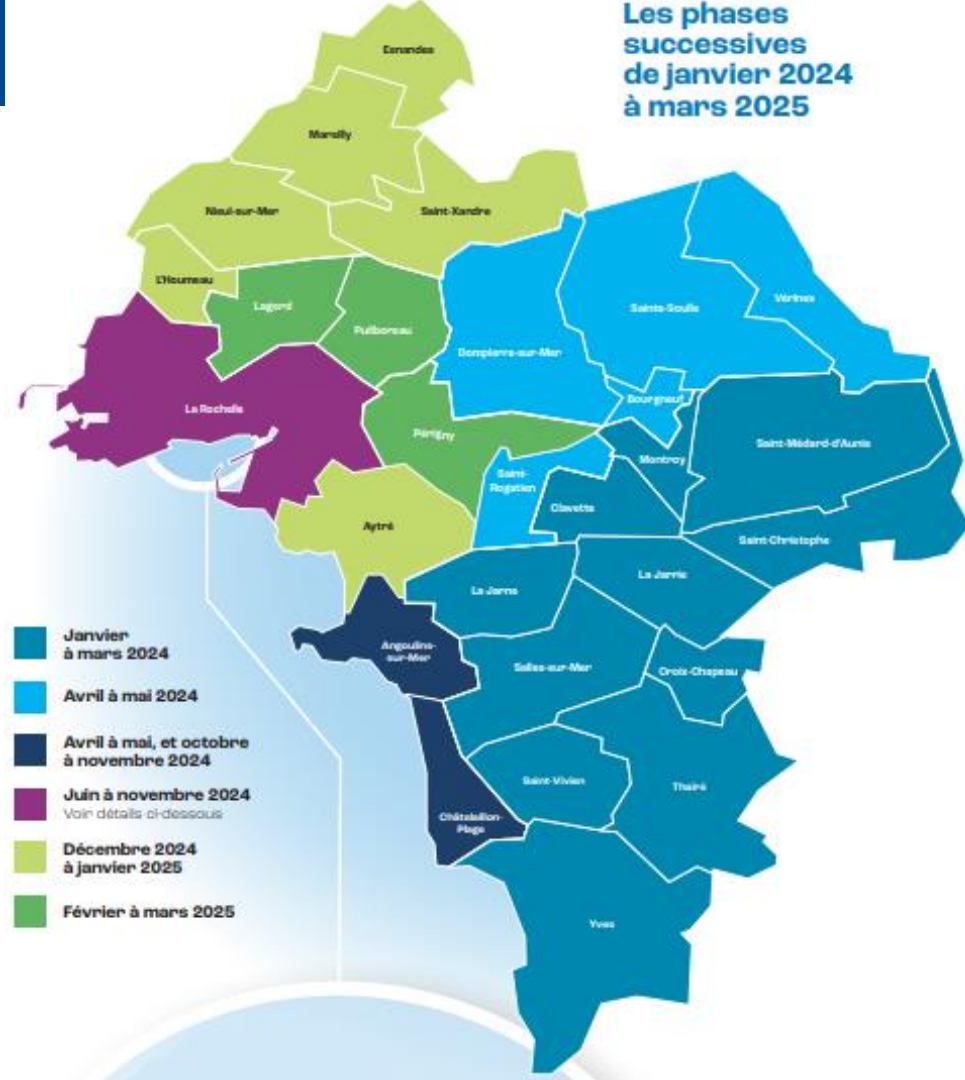 Les phases
successives
de janvier 2024
à mars 2025
Esnandes
Marsilly
Nieul-sur-Mer
Saint-Xandre
L'Houmeau
Lagord
Puilboreau
Dompierre-sur-Mer
Sainte-Soulle
Vérines
La Rochelle
Périgny
Bourgneuf
Saint-
Rogatien
Montroy
Saint-Médard-d'Aunis
Clavette
Aytré
Saint-Christophe
La Jarne
La Jarrie
Angoulins-
sur-Mer
Salles-sur-Mer
Croix-Chapeau
Saint-Vivien
Thairé
Châtelaillon-
Plage
Yves
Janvier
à mars 2024
Avril à mai 2024
Avril à mai, et octobre
à novembre 2024
Juin à novembre 2024
Voir détails ci-dessous
Décembre 2024
à janvier 2025
Février à mars 2025